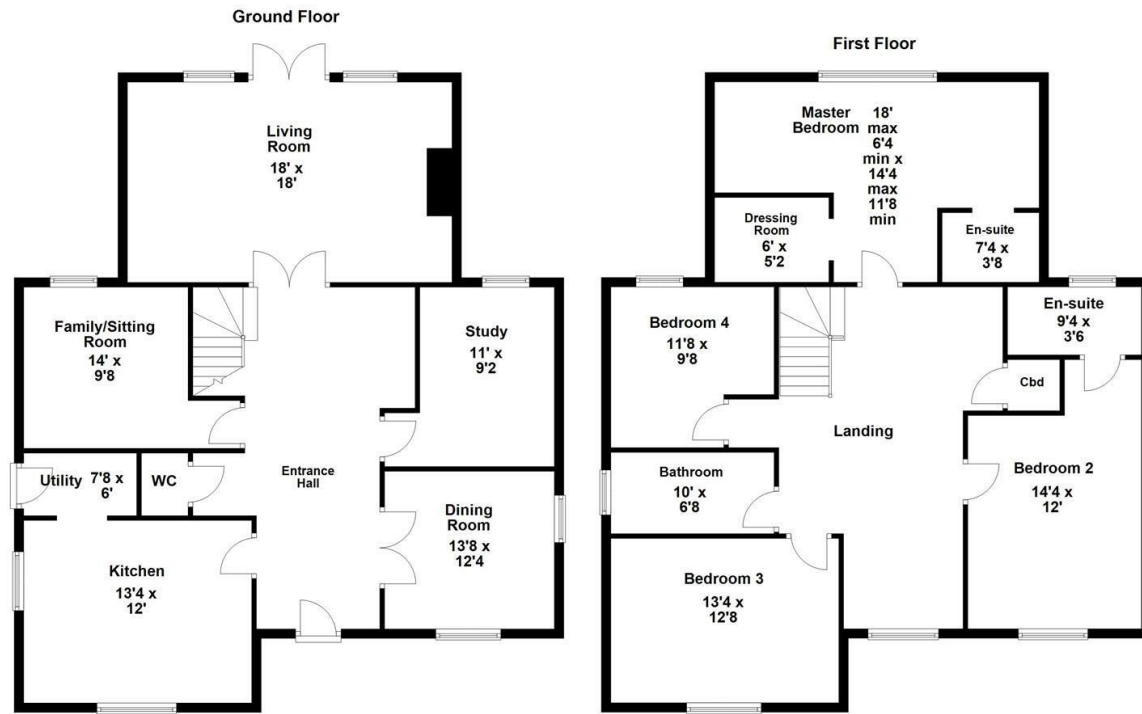 Ground Floor
Living
Room
18' x
18'
Family/Sitting
Room
14' x
9'8
Study
11' x
9'2
Utility
7'8 x
6'
WC
Entrance
Hall
Dining
Room
13'8 x
12'4
Kitchen
13'4 x
12'
First Floor
Master
Bedroom
18'
max
6'4
min x
14'4
max
11'8
min
Dressing
Room
6' x
5'2
En-suite
7'4 x
3'8
Bedroom 4
11'8 x
9'8
En-suite
9'4 x
3'6
Cbd
Landing
Bathroom
10' x
6'8
Bedroom 2
14'4 x
12'
Bedroom 3
13'4 x
12'8